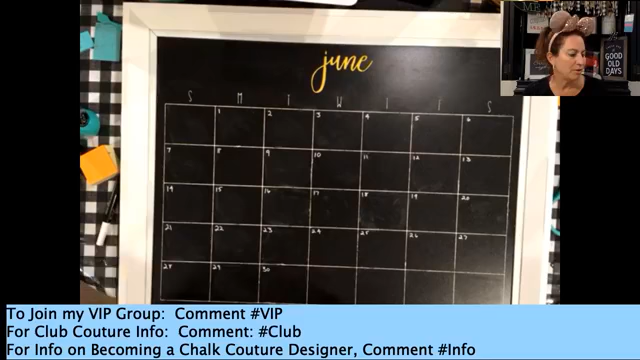 june
S M T W T F S
1 2 3 4 5 6
7 8 9 10 11 12 13
14 15 16 17 18 19 20
21 22 23 24 25 26 27
28 29 30
GOOD
OLD
DAYS
To Join my VIP Group: Comment #VIP
For Club Couture Info: Comment: #Club
For Info on Becoming a Chalk Couture Designer, Comment #Info